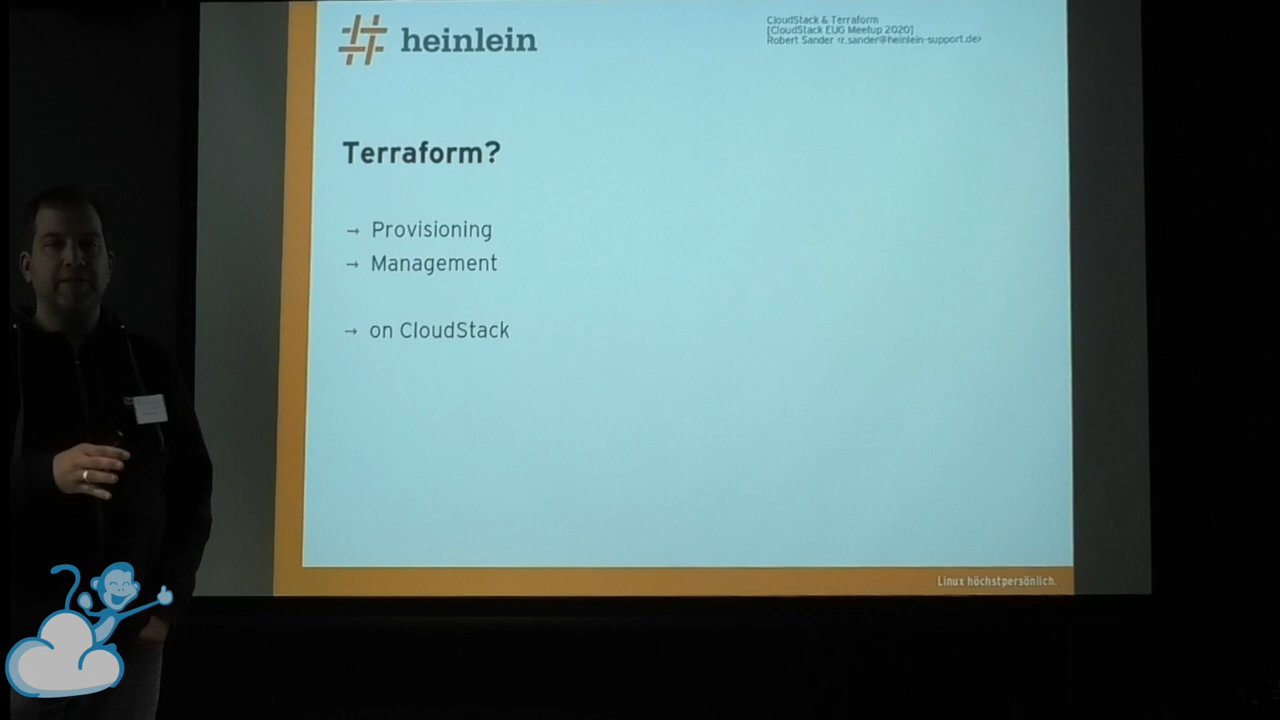 heinlein
CloudStack & Terraform
[CloudStack EUG Meetup 2020]
Robert Sander <r.sander@heinlein-support.de>
Terraform?
→ Provisioning
→ Management
→ on CloudStack
Linux höchstpersönlich.